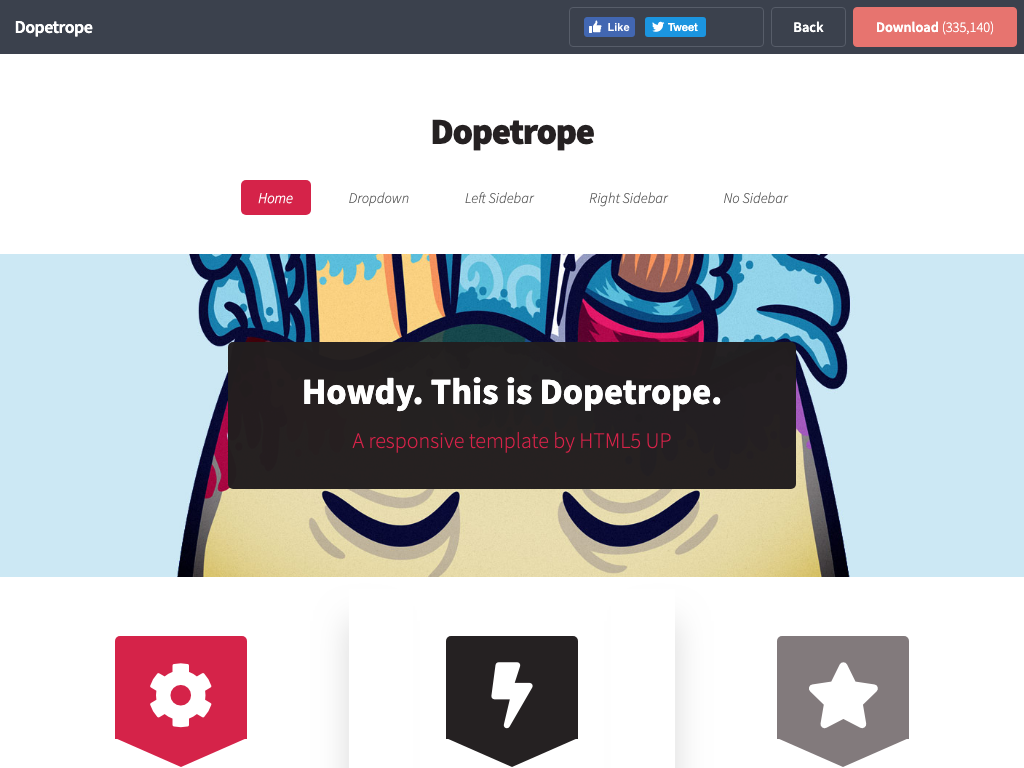 Dopetrope
Like
Tweet
Back
Download (335,140)
Dopetrope
Home
Dropdown
Left Sidebar
Right Sidebar
No Sidebar
Howdy. This is Dopetrope.
A responsive template by HTML5 UP